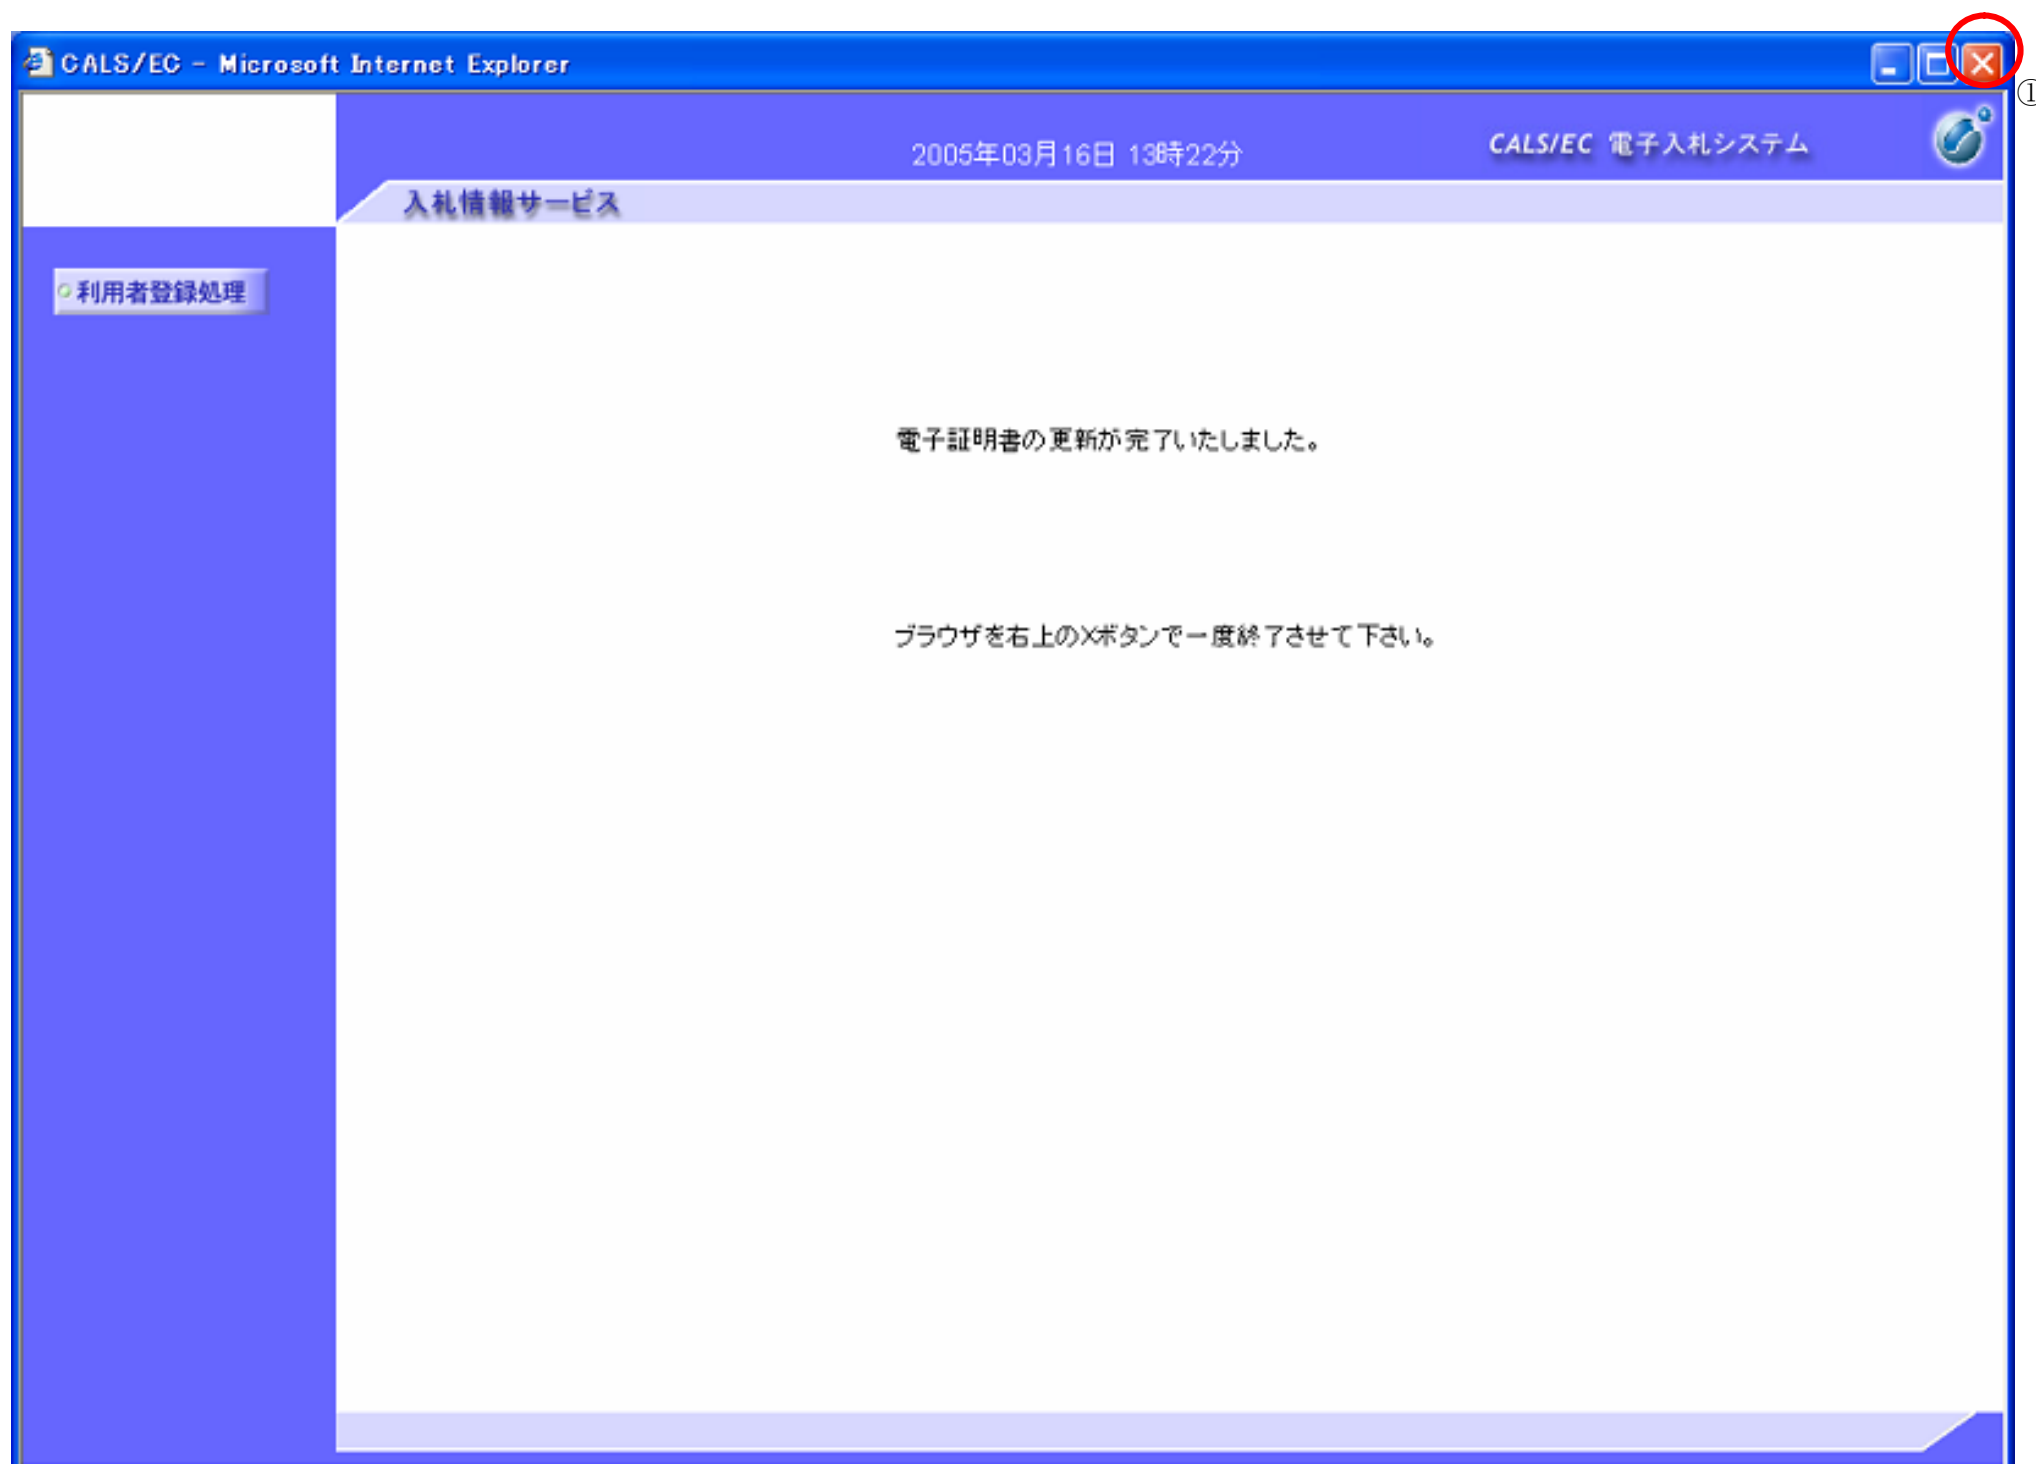 CALS/EC - Microsoft Internet Explorer
①
2005年03月16日 13時22分
CALS/EC 電子入札システム
入札情報サービス
利用者登録処理
電子証明書の更新が完了いたしました。
ブラウザを右上の×ボタンで一度終了させて下さい。